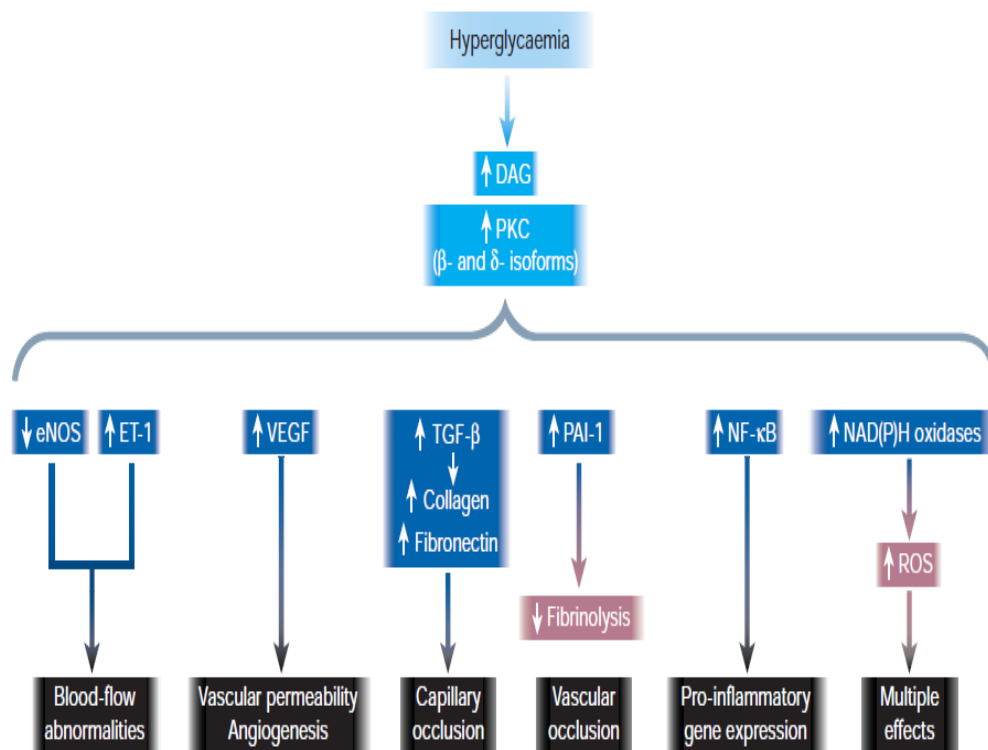 Hyperglycaemia
↑ DAG
↑ PKC
(β- and δ- isoforms)
↓ eNOS
↑ ET-1
↑ VEGF
↑ TGF-β
↑ Collagen
↑ Fibronectin
↑ PAI-1
↑ NF-κB
↑ NAD(P)H oxidases
↑ ROS
↓ Fibrinolysis
Blood-flow
abnormalities
Vascular permeability
Angiogenesis
Capillary
occlusion
Vascular
occlusion
Pro-inflammatory
gene expression
Multiple
effects